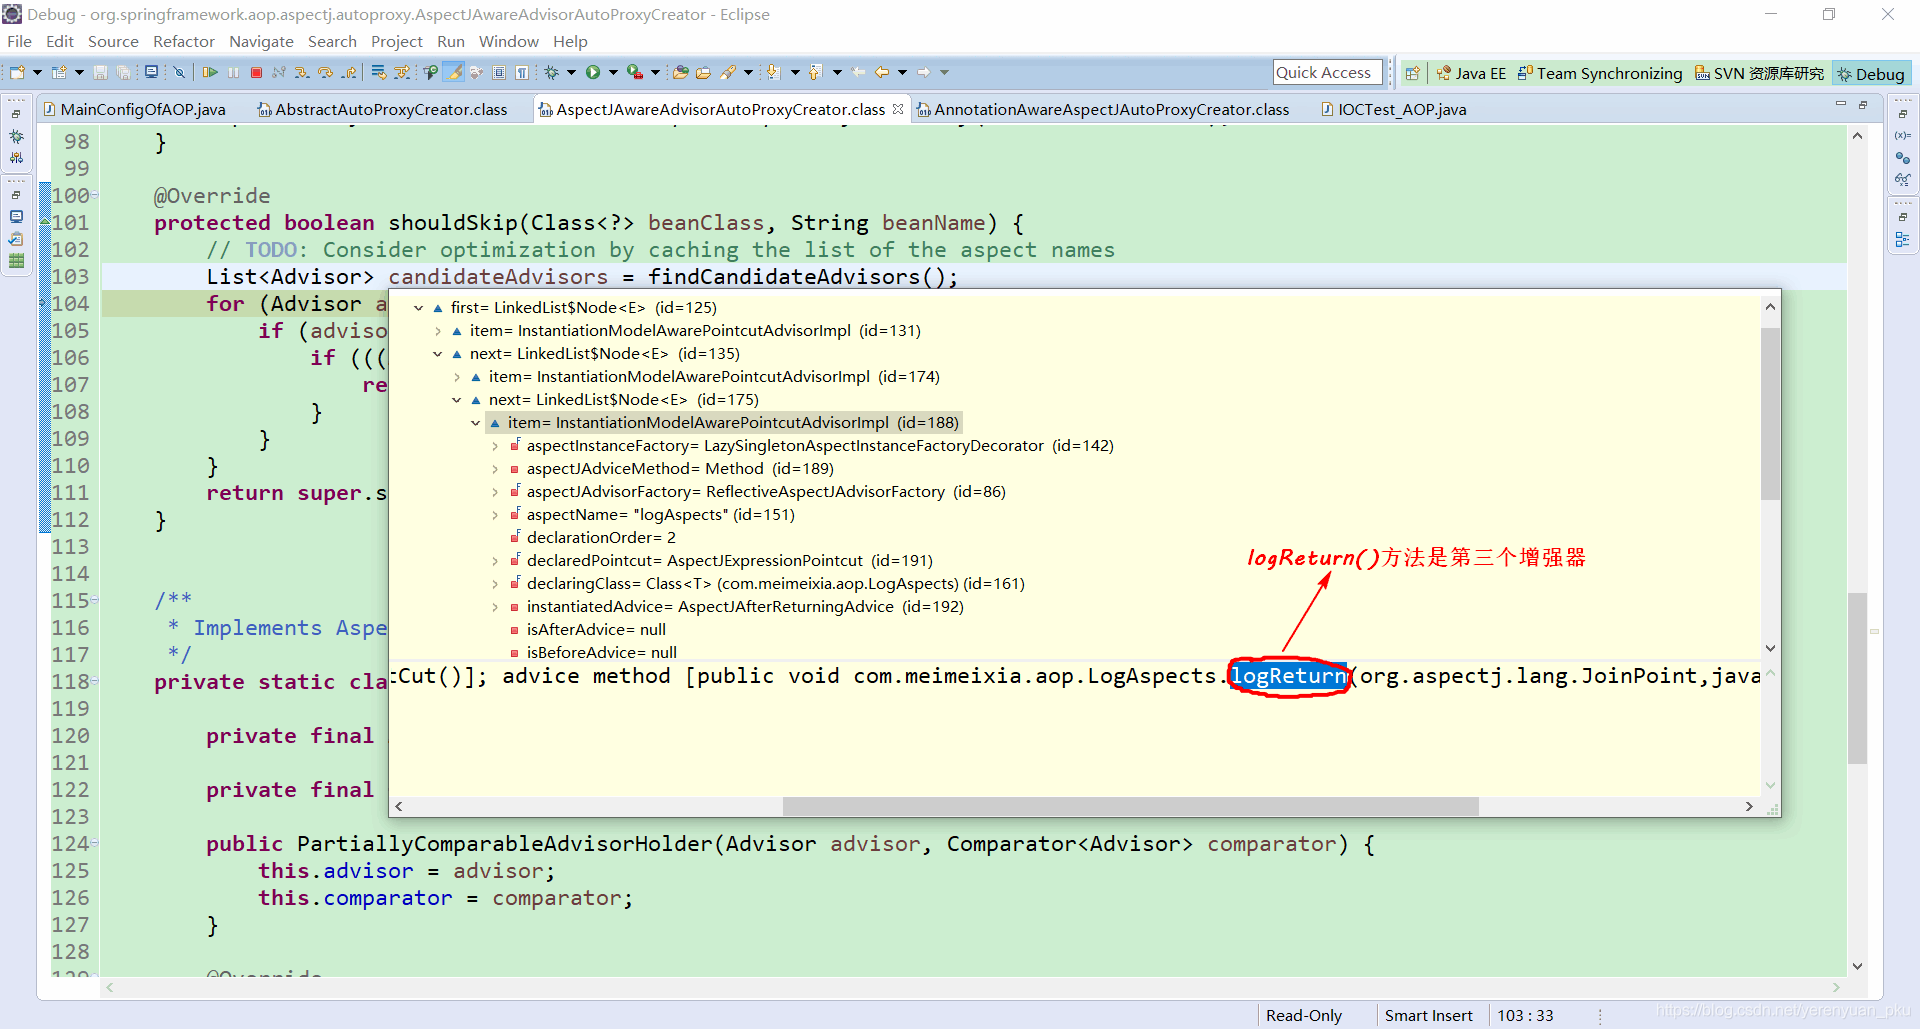 Debug - org.springframework.aop.aspectj.autoproxy.AspectJAwareAdvisorAutoProxyCreator - Eclipse
File Edit Source Refactor Navigate Search Project Run Window Help
Quick Access
Java EE
Team Synchronizing
SVN 资源库研究
Debug
MainConfigOfAOP.java
AbstractAutoProxyCreator.class
AspectJAwareAdvisorAutoProxyCreator.class
AnnotationAwareAspectJAutoProxyCreator.class
IOCTest_AOP.java
98 }
99
100 @Override
101 protected boolean shouldSkip(Class<?> beanClass, String beanName) {
102 // TODO: Consider optimization by caching the list of the aspect names
103 List<Advisor> candidateAdvisors = findCandidateAdvisors();
104 for (Advisor a
105 if (adviso
106 if (((
107 re
108 }
109 }
110 }
111 return super.s
112 }
113
114
115 /**
116 * Implements Aspe
117 */
118 private static cla
119
120 private final
121
122 private final
123
124 public PartiallyComparableAdvisorHolder(Advisor advisor, Comparator<Advisor> comparator) {
125 this.advisor = advisor;
126 this.comparator = comparator;
127 }
128
129 @Override
first= LinkedList$Node<E> (id=125)
item= InstantiationModelAwarePointcutAdvisorImpl (id=131)
next= LinkedList$Node<E> (id=135)
item= InstantiationModelAwarePointcutAdvisorImpl (id=174)
next= LinkedList$Node<E> (id=175)
item= InstantiationModelAwarePointcutAdvisorImpl (id=188)
aspectInstanceFactory= LazySingletonAspectInstanceFactoryDecorator (id=142)
aspectJAdviceMethod= Method (id=189)
aspectJAdvisorFactory= ReflectiveAspectJAdvisorFactory (id=86)
aspectName= "logAspects" (id=151)
declarationOrder= 2
declaredPointcut= AspectJExpressionPointcut (id=191)
declaringClass= Class<T> (com.meimeixia.aop.LogAspects) (id=161)
instantiatedAdvice= AspectJAfterReturningAdvice (id=192)
isAfterAdvice= null
isBeforeAdvice= null
logReturn()方法是第三个增强器
tCut()]; advice method [public void com.meimeixia.aop.LogAspects.logReturn(org.aspectj.lang.JoinPoint,java
Read-Only
Smart Insert
103 : 33
https://blog.csdn.net/yerenyuan_pku